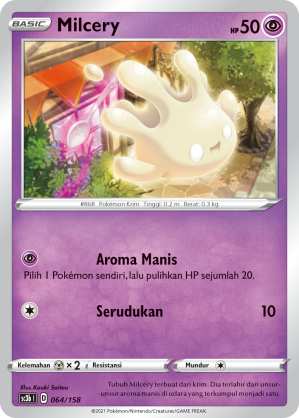 BASIC Milcery HP 50
#868 Pokémon Krim Tinggi: 0.2 m Berat: 0.3 kg
Aroma Manis
Pilih 1 Pokémon sendiri, lalu pulihkan HP sejumlah 20.
Serudukan 10
Kelemahan × 2 Resistansi Mundur
Illus. Kouki Saitou
sc3b I D 064/158
Tubuh Milcery terbuat dari krim. Dia terlahir dari unsur-
unsur aroma manis di udara yang terkumpul menjadi satu.
©2021 Pokémon/Nintendo/Creatures/GAME FREAK